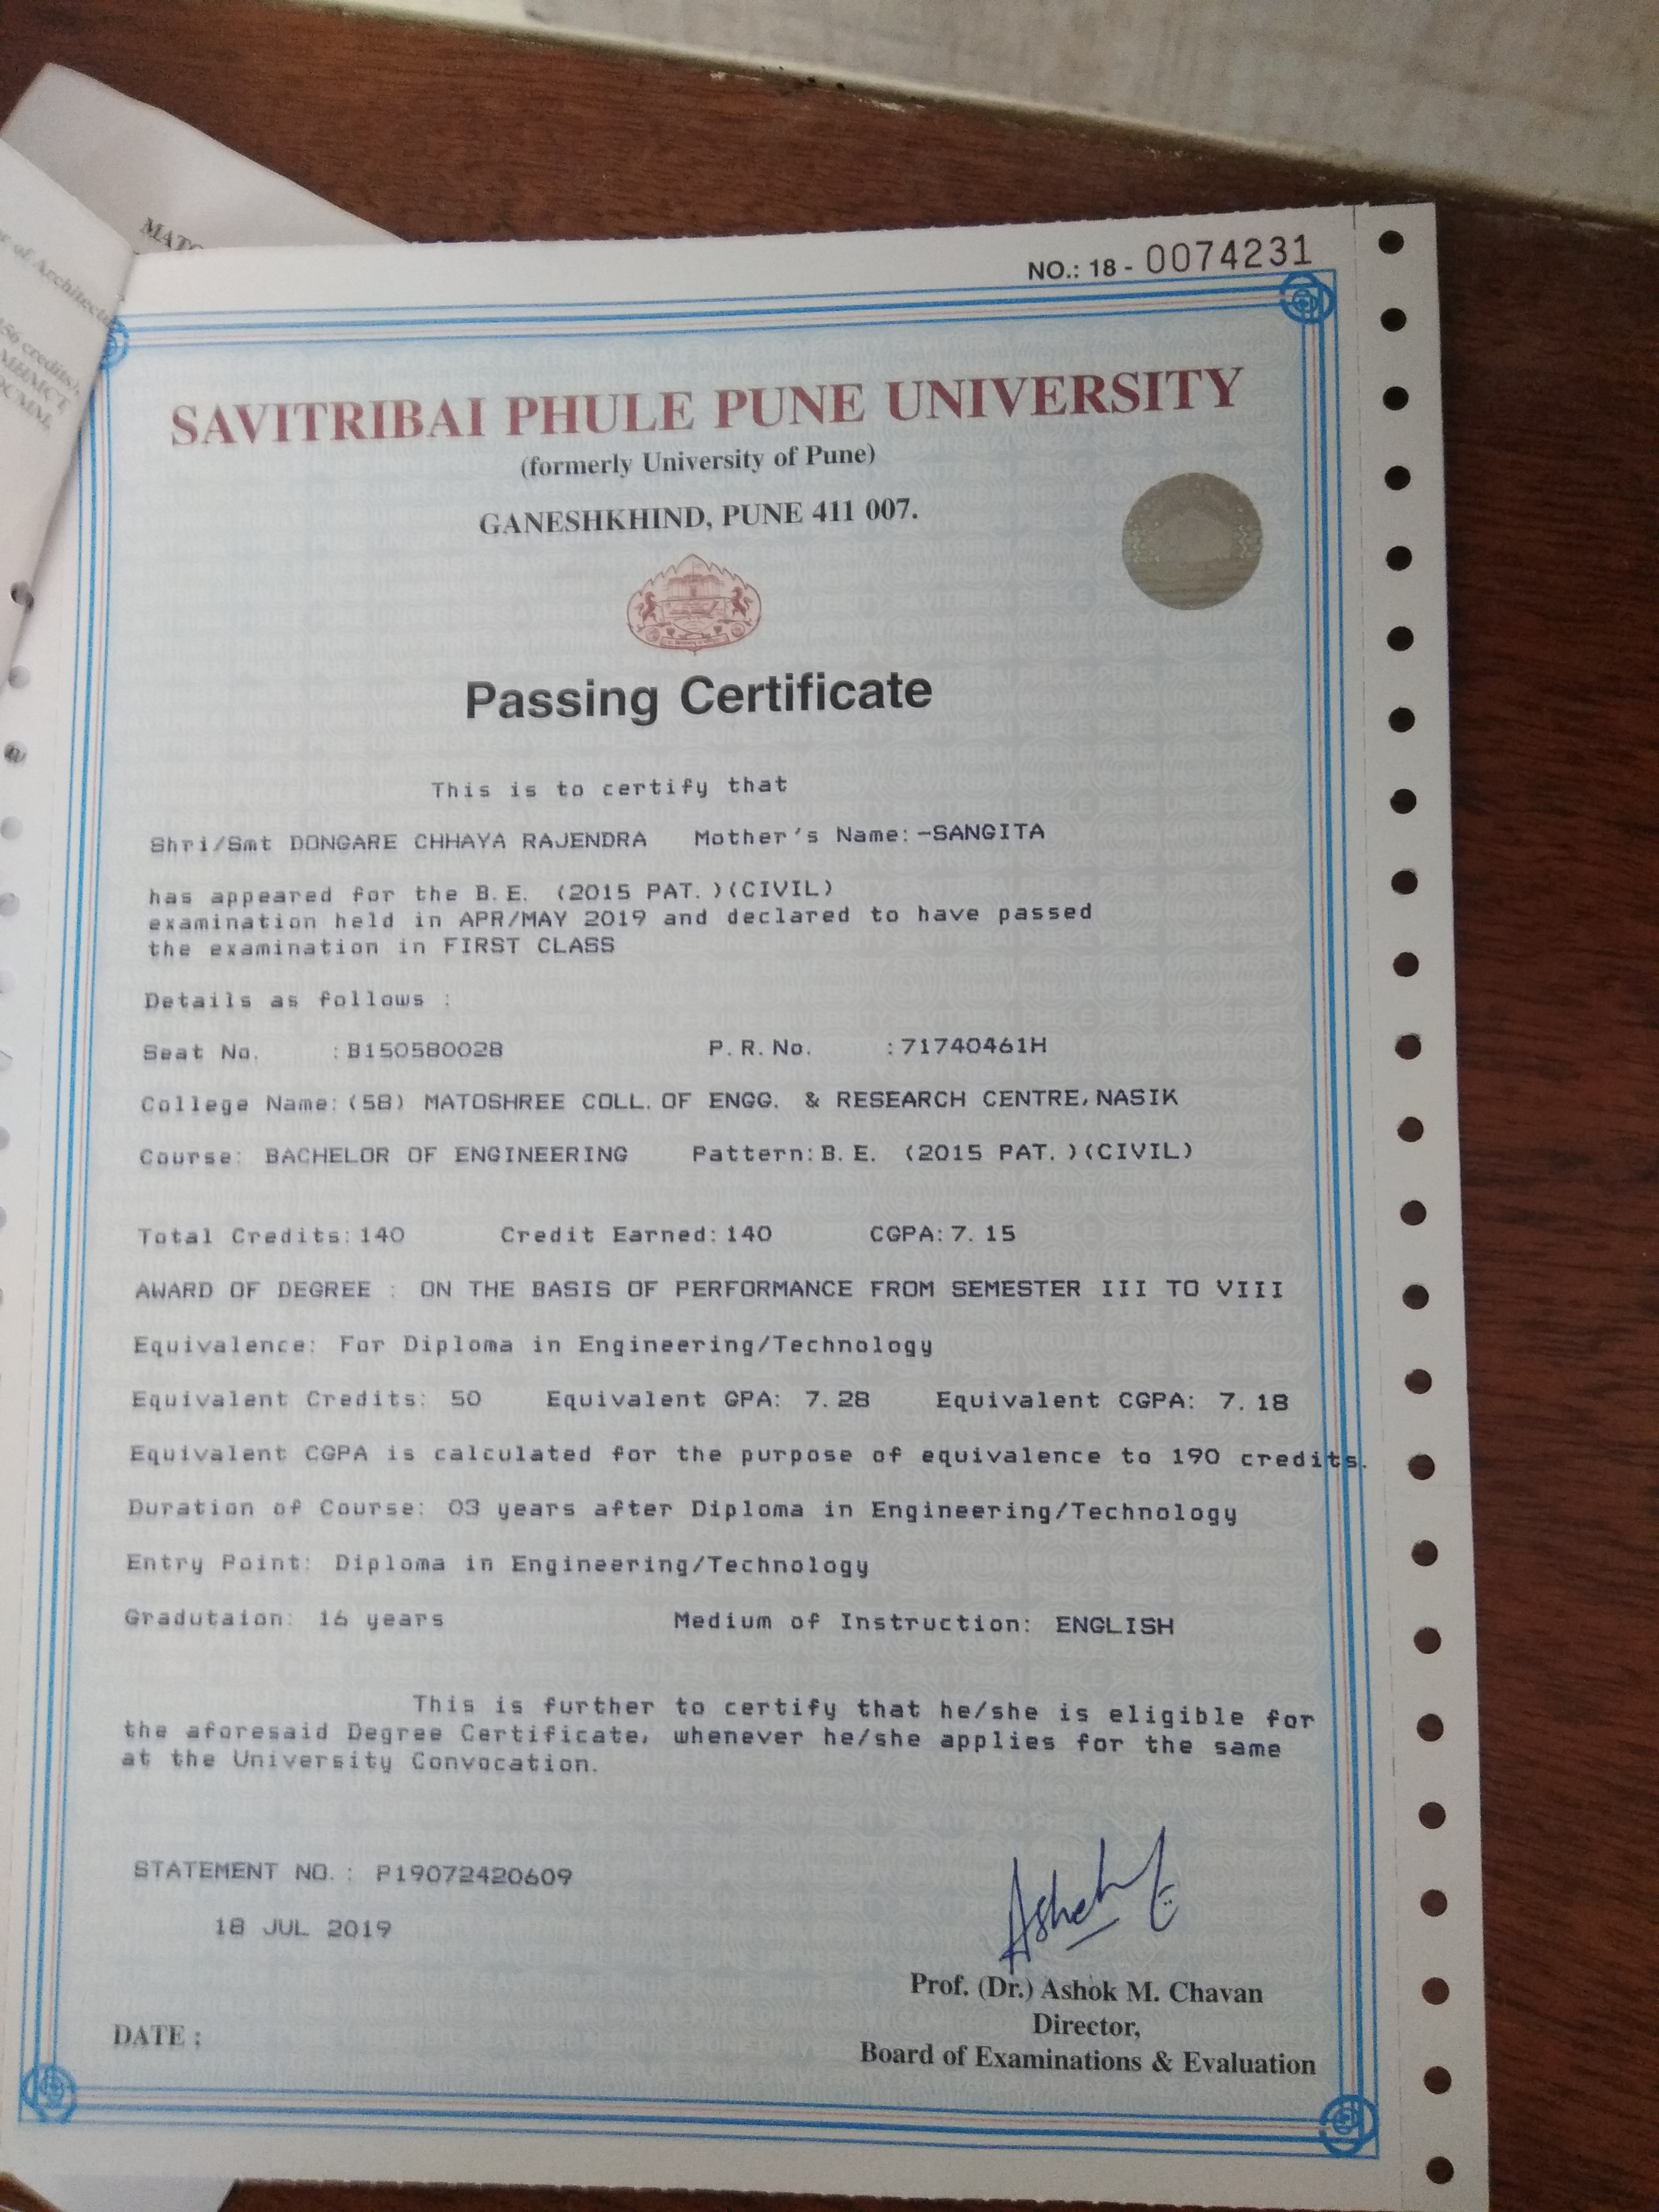 of Architectu
156 credits),
MHMCT
MATO
NO.: 18 - 0074231
SAVITRIBAI PHULE PUNE UNIVERSITY
(formerly University of Pune)
GANESHKHIND, PUNE 411 007.
Passing Certificate
This is to certify that
Shri/Smt DONGARE CHHAYA RAJENDRA Mother's Name:-SANGITA
has appeared for the B.E. (2015 PAT.)(CIVIL)
examination held in APR/MAY 2019 and declared to have passed
the examination in FIRST CLASS
Details as follows :
Seat No. :B150580028 P.R.No. :71740461H
College Name:(58) MATOSHREE COLL.OF ENGG. & RESEARCH CENTRE,NASIK
Course: BACHELOR OF ENGINEERING Pattern:B.E. (2015 PAT.)(CIVIL)
Total Credits:140 Credit Earned:140 CGPA:7.15
AWARD OF DEGREE : ON THE BASIS OF PERFORMANCE FROM SEMESTER III TO VIII
Equivalence: For Diploma in Engineering/Technology
Equivalent Credits: 50 Equivalent GPA: 7.28 Equivalent CGPA: 7.18
Equivalent CGPA is calculated for the purpose of equivalence to 190 credits.
Duration of Course: 03 years after Diploma in Engineering/Technology
Entry Point: Diploma in Engineering/Technology
Gradutaion: 16 years Medium of Instruction: ENGLISH
This is further to certify that he/she is eligible for
the aforesaid Degree Certificate, whenever he/she applies for the same
at the University Convocation.
STATEMENT NO.: P19072420609
18 JUL 2019
Prof. (Dr.) Ashok M. Chavan
Director,
Board of Examinations & Evaluation
DATE :